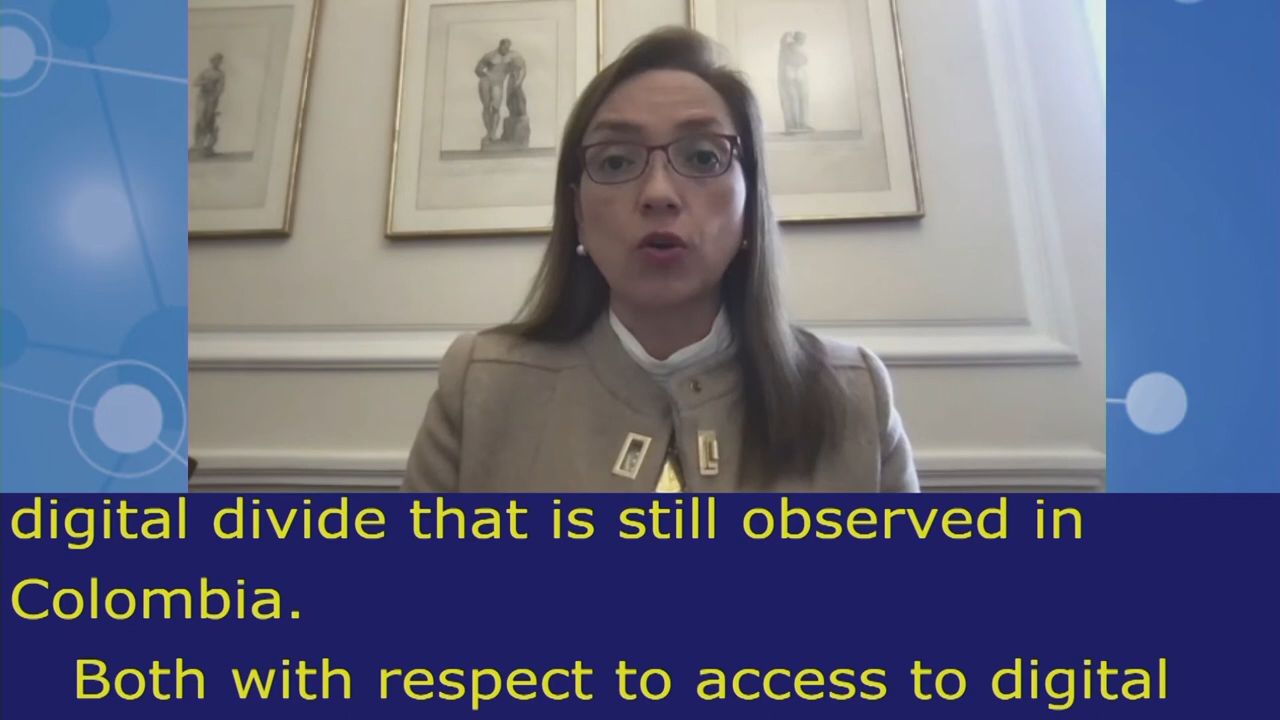 digital divide that is still observed in
Colombia.
Both with respect to access to digital